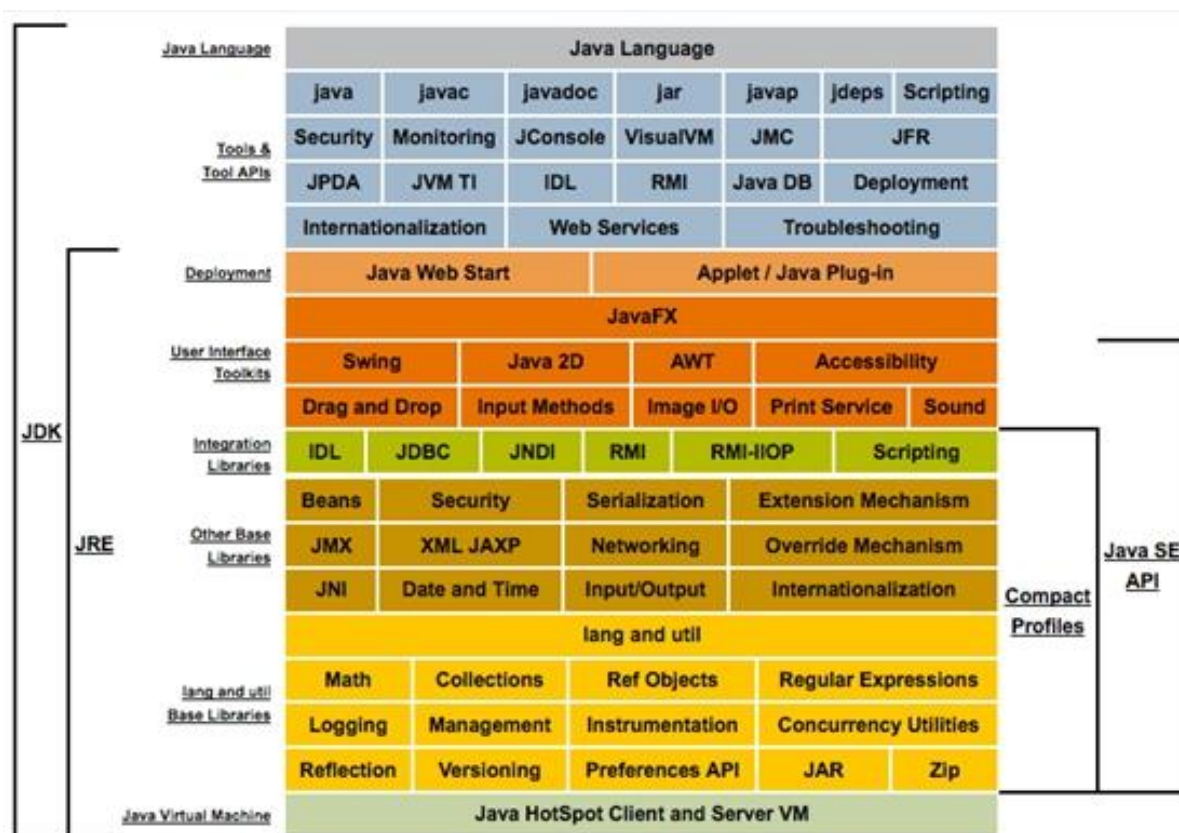 Java Language Java Language
java javac javadoc jar javap jdeps Scripting
Security Monitoring JConsole VisualVM JMC JFR
Tools &
Tool APIs
JPDA JVM TI IDL RMI Java DB Deployment
Internationalization Web Services Troubleshooting
Deployment Java Web Start Applet / Java Plug-in
JavaFX
User Interface
Toolkits
Swing Java 2D AWT Accessibility
Drag and Drop Input Methods Image I/O Print Service Sound
JDK
Integration
Libraries
IDL JDBC JNDI RMI RMI-IIOP Scripting
Beans Security Serialization Extension Mechanism
JRE
Other Base
Libraries
JMX XML JAXP Networking Override Mechanism
Java SE
API
JNI Date and Time Input/Output Internationalization
Compact
Profiles
lang and util
Math Collections Ref Objects Regular Expressions
lang and util
Base Libraries
Logging Management Instrumentation Concurrency Utilities
Reflection Versioning Preferences API JAR Zip
Java Virtual Machine Java HotSpot Client and Server VM